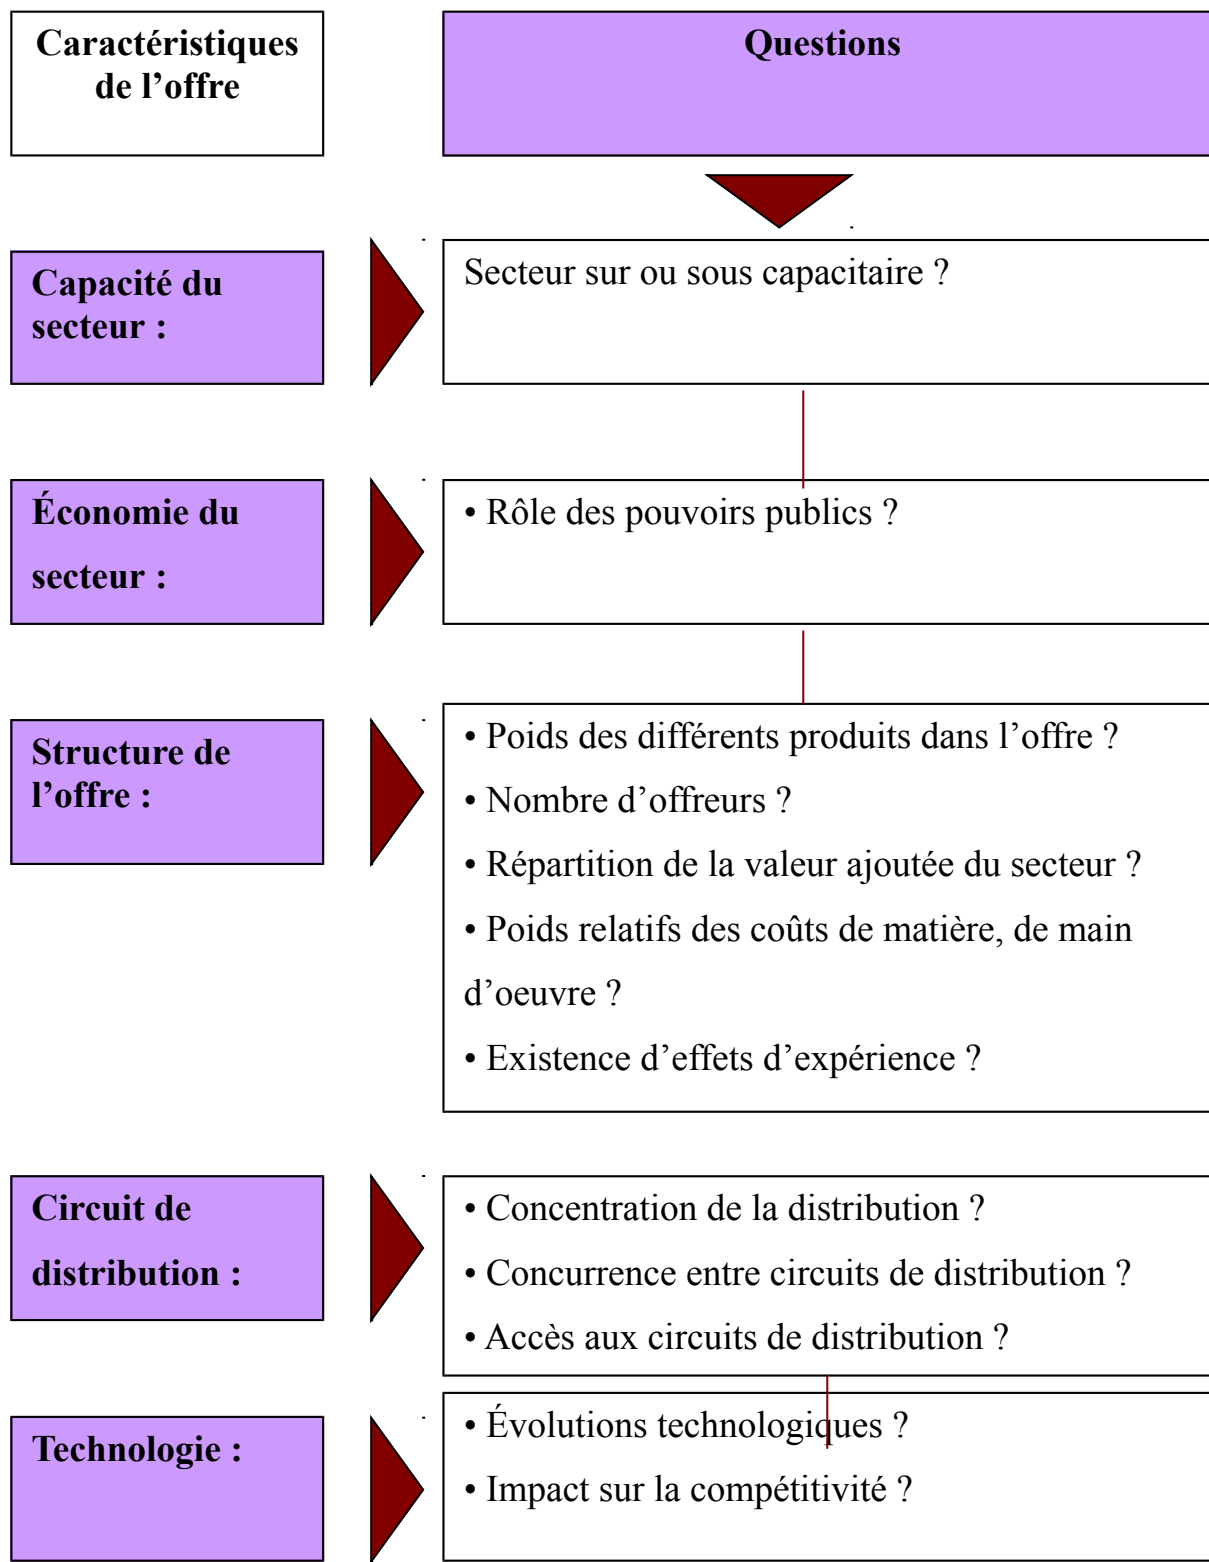 Caractéristiques
de l’offre
Questions
Capacité du
secteur :
Secteur sur ou sous capacitaire ?
Économie du
secteur :
• Rôle des pouvoirs publics ?
Structure de
l’offre :
• Poids des différents produits dans l’offre ?
• Nombre d’offreurs ?
• Répartition de la valeur ajoutée du secteur ?
• Poids relatifs des coûts de matière, de main
d’oeuvre ?
• Existence d’effets d’expérience ?
Circuit de
distribution :
• Concentration de la distribution ?
• Concurrence entre circuits de distribution ?
• Accès aux circuits de distribution ?
Technologie :
• Évolutions technologiques ?
• Impact sur la compétitivité ?